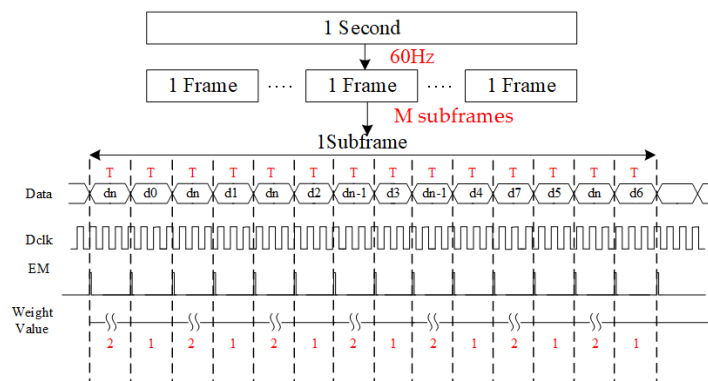 1 Second
60Hz
1 Frame ···· 1 Frame ···· 1 Frame
M subframes
1Subframe
T T T T T T T T T T T T T T
Data dn d0 dn d1 dn d2 dn-1 d3 dn-1 d4 d7 d5 dn d6
Dclk
EM
Weight
Value
2 1 2 1 2 1 2 1 2 1 2 1 2 1